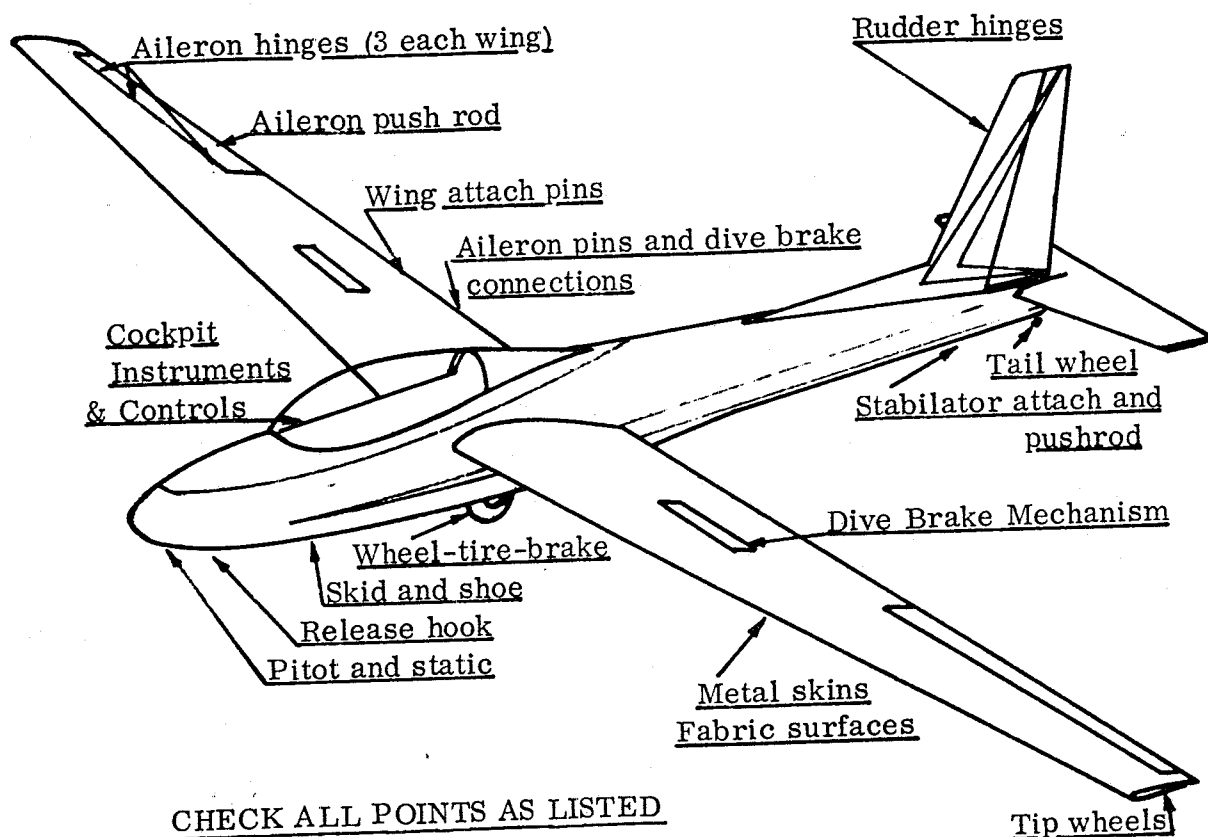 Aileron hinges (3 each wing)
Rudder hinges
Aileron push rod
Wing attach pins
Aileron pins and dive brake
connections
Cockpit
Instruments
& Controls
Tail wheel
Stabilator attach and
pushrod
Dive Brake Mechanism
Wheel-tire-brake
Skid and shoe
Release hook
Pitot and static
Metal skins
Fabric surfaces
CHECK ALL POINTS AS LISTED
Tip wheels